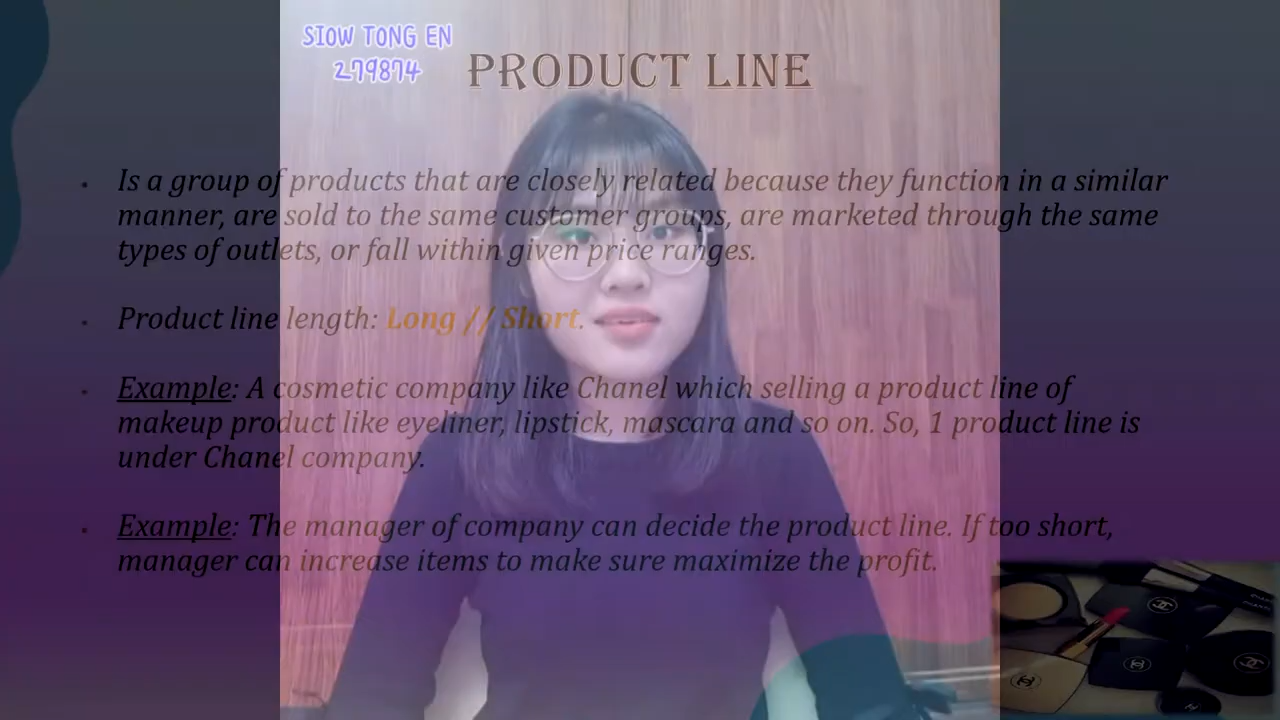 SIOW TONG EN
279874
PRODUCT LINE
• Is a group of products that are closely related because they function in a similar
manner, are sold to the same customer groups, are marketed through the same
types of outlets, or fall within given price ranges.
• Product line length: Long // Short.
• Example: A cosmetic company like Chanel which selling a product line of
makeup product like eyeliner, lipstick, mascara and so on. So, 1 product line is
under Chanel company.
• Example: The manager of company can decide the product line. If too short,
manager can increase items to make sure maximize the profit.